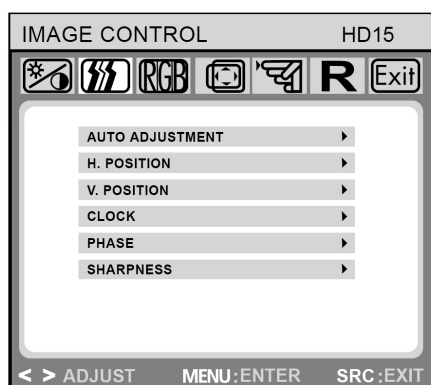 IMAGE CONTROL HD15
RGB R Exit
AUTO ADJUSTMENT
H. POSITION
V. POSITION
CLOCK
PHASE
SHARPNESS
< > ADJUST MENU:ENTER SRC:EXIT